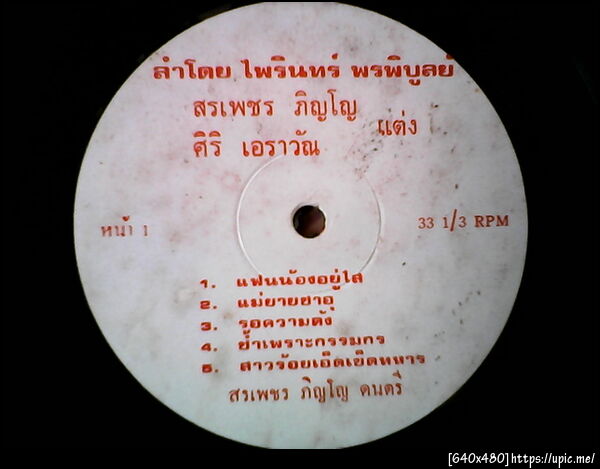 ลำโดย ไพรินทร์ พรพิบูลย์
สรเพชร ภิญโญ
ศิริ เอราวัณ
แต่ง
หน้า 1
33 1/3 RPM
1. แฟนน้องอยู่ใส
2. แม่ยายฮาอุ๊
3. รอความดัง
4. ย้ำเพราะกรรมกร
5. สาวร้อยเอ็ดเข็ดทหาร
สรเพชร ภิญโญ ดนตรี
[640x480]https://upic.me/